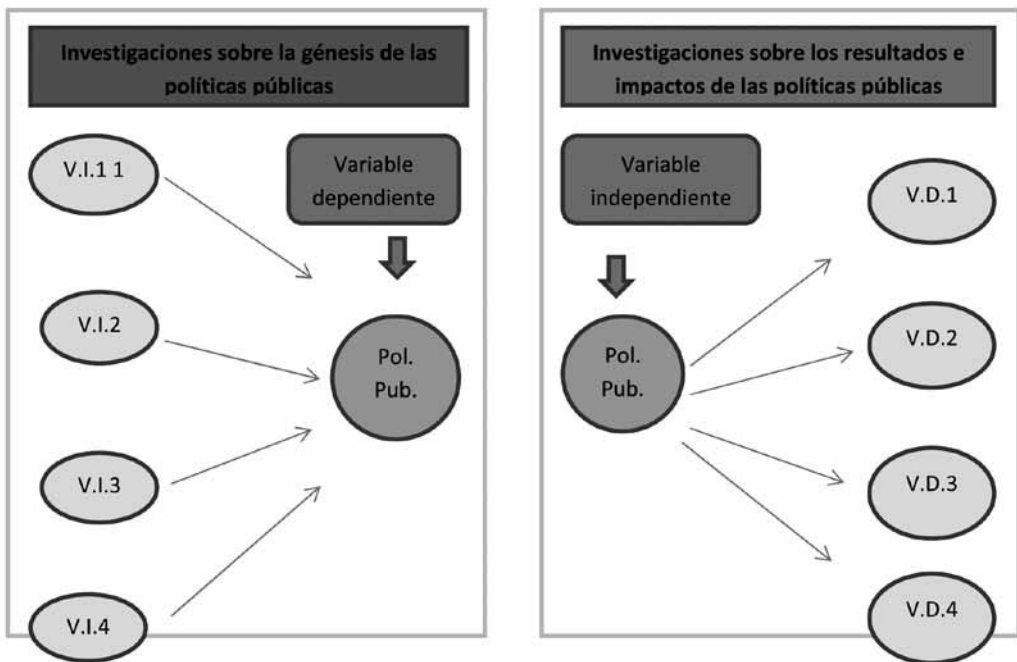 Investigaciones sobre la génesis de las
políticas públicas
V.I.1 1
Variable
dependiente
V.I.2
Pol.
Pub.
V.I.3
V.I.4
Investigaciones sobre los resultados e
impactos de las políticas públicas
Variable
independiente
V.D.1
Pol.
Pub.
V.D.2
V.D.3
V.D.4